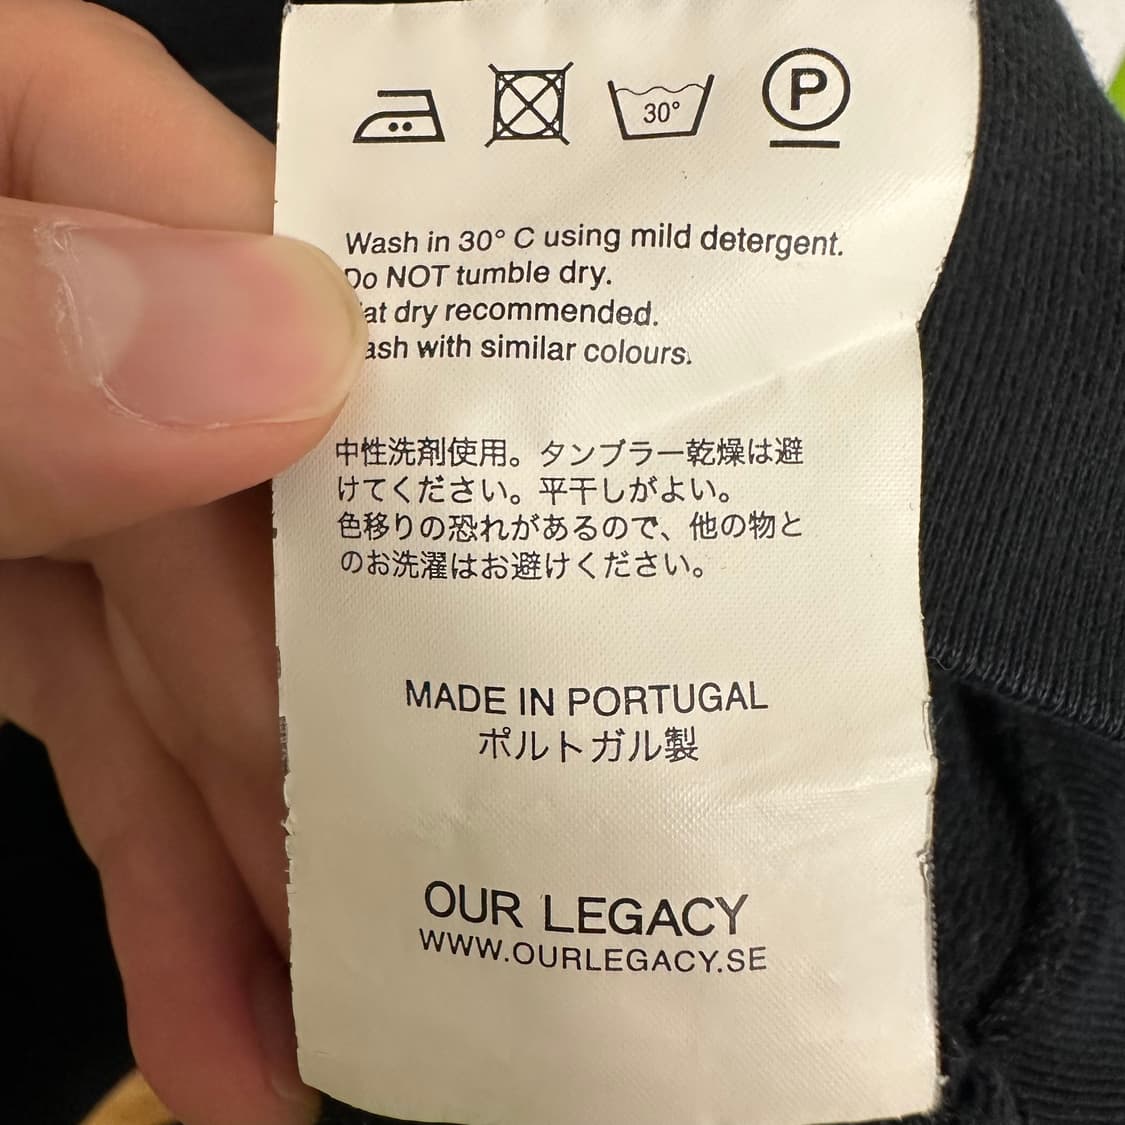 30°
P
Wash in 30° C using mild detergent.
Do NOT tumble dry.
dry recommended.
with similar colours.
中性洗剤使用。タンブラー乾燥は避
けてください。平干しがよい。
色移りの恐れがあるので、他の物と
のお洗濯はお避けください。
MADE IN PORTUGAL
ポルトガル製
OUR LEGACY
WWW.OURLEGACY.SE